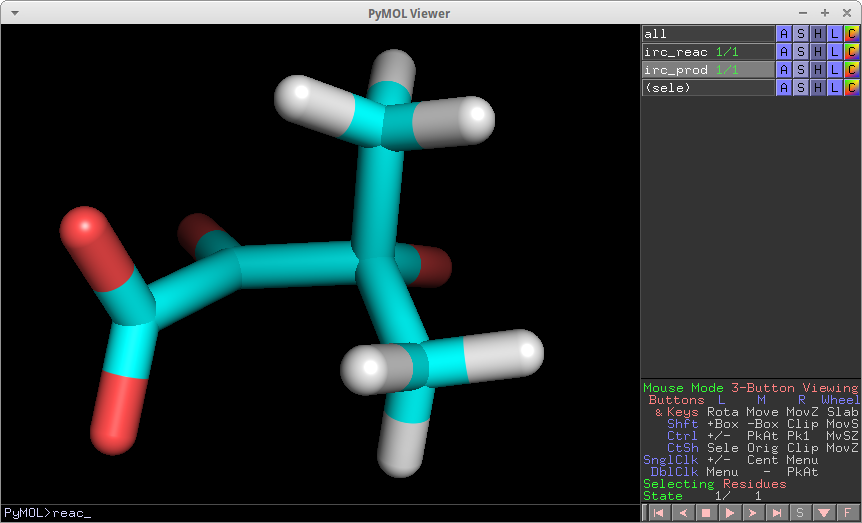 PyMOL Viewer
all A S H L C
irc_reac 1/1 A S H L C
irc_prod 1/1 A S H L C
(sele) A S H L C
Mouse Mode 3-Button Viewing
Buttons L M R Wheel
& Keys Rota Move MovZ Slab
Shft +Box -Box Clip MovS
Ctrl +/- PkAt Pk1 MvSZ
CtSh Sele Orig Clip MovZ
SnglClk +/- Cent Menu
DblClk Menu - PkAt
Selecting Residues
State 1/ 1
PyMOL>reac_
S F